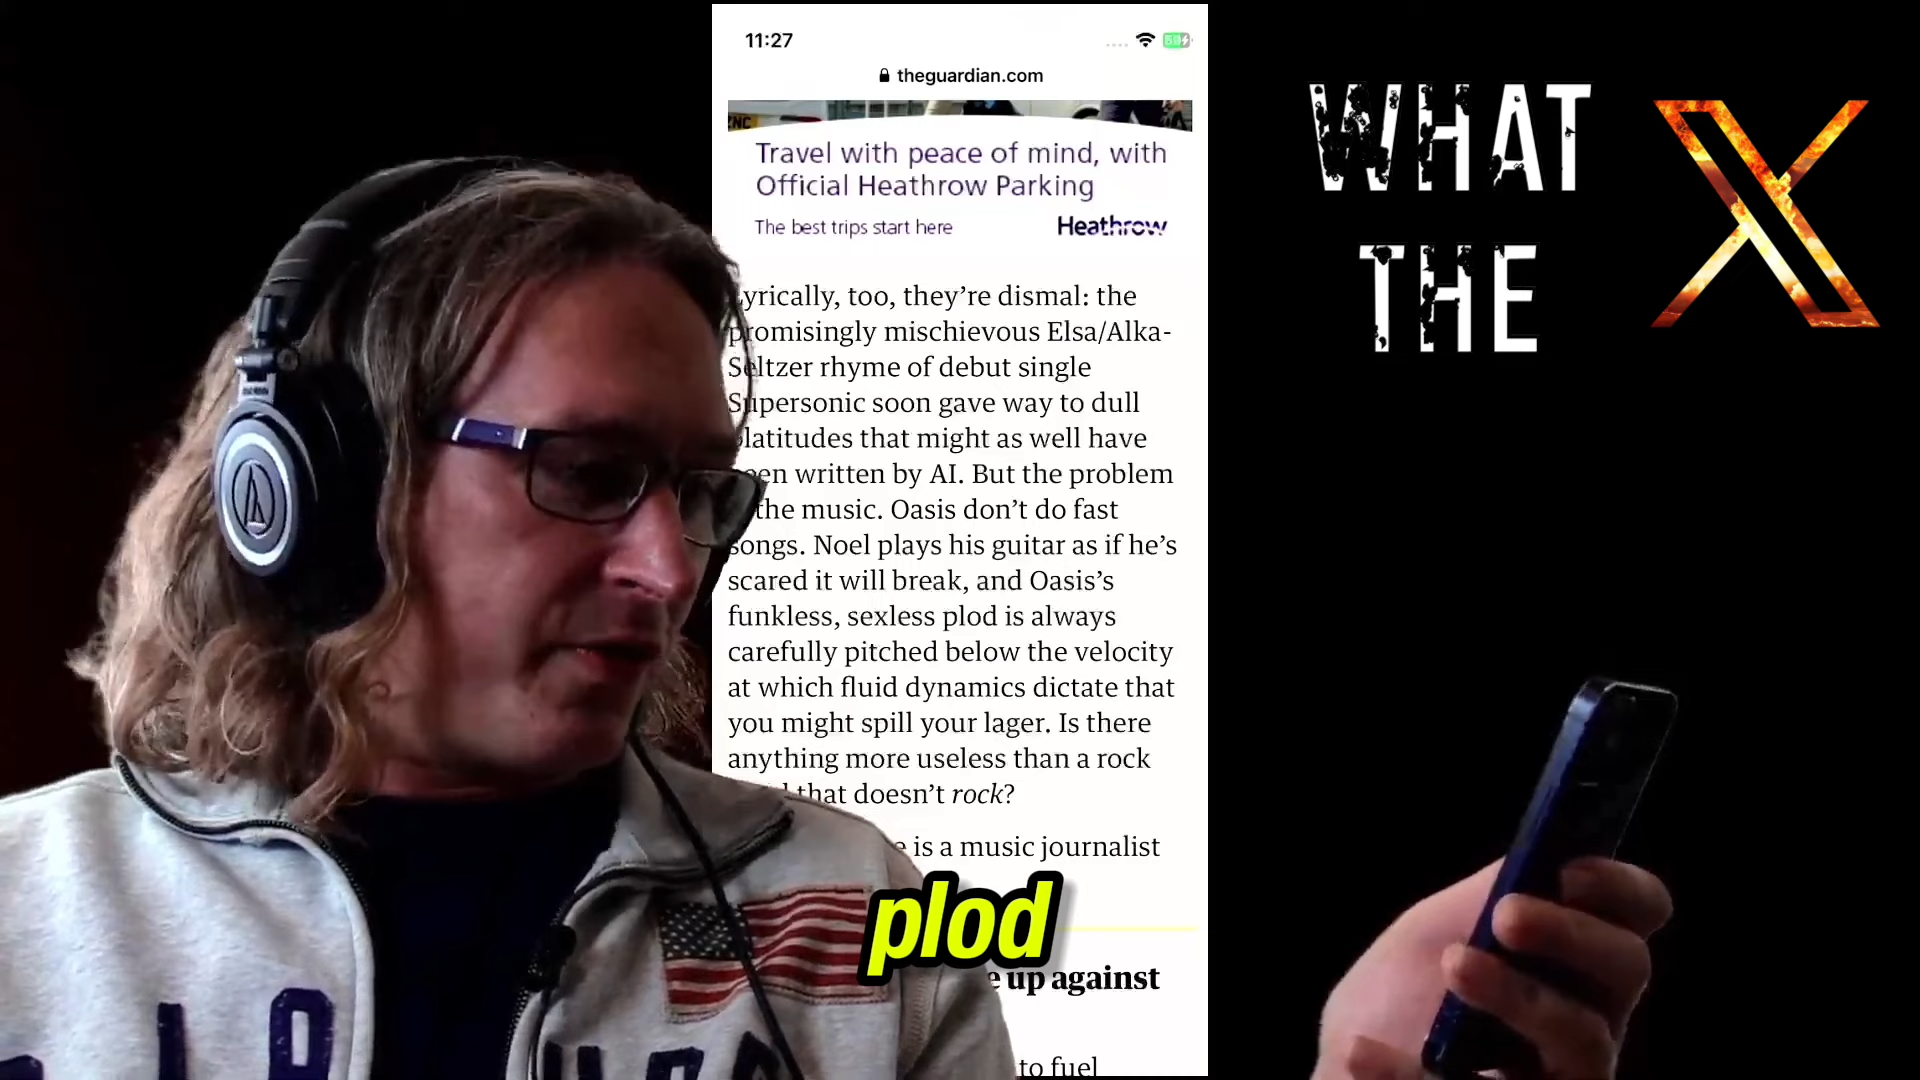 11:27
theguardian.com
ZNC
Travel with peace of mind, with
Official Heathrow Parking
The best trips start here
Heathrow
Lyrically, too, they're dismal: the
promisingly mischievous Elsa/Alka-
Seltzer rhyme of debut single
Supersonic soon gave way to dull
platitudes that might as well have
been written by AI. But the problem
the music. Oasis don't do fast
songs. Noel plays his guitar as if he's
scared it will break, and Oasis's
funkless, sexless plod is always
carefully pitched below the velocity
at which fluid dynamics dictate that
you might spill your lager. Is there
anything more useless than a rock
that doesn't rock?
is a music journalist
plod
up against
to fuel
WHAT
THE
X